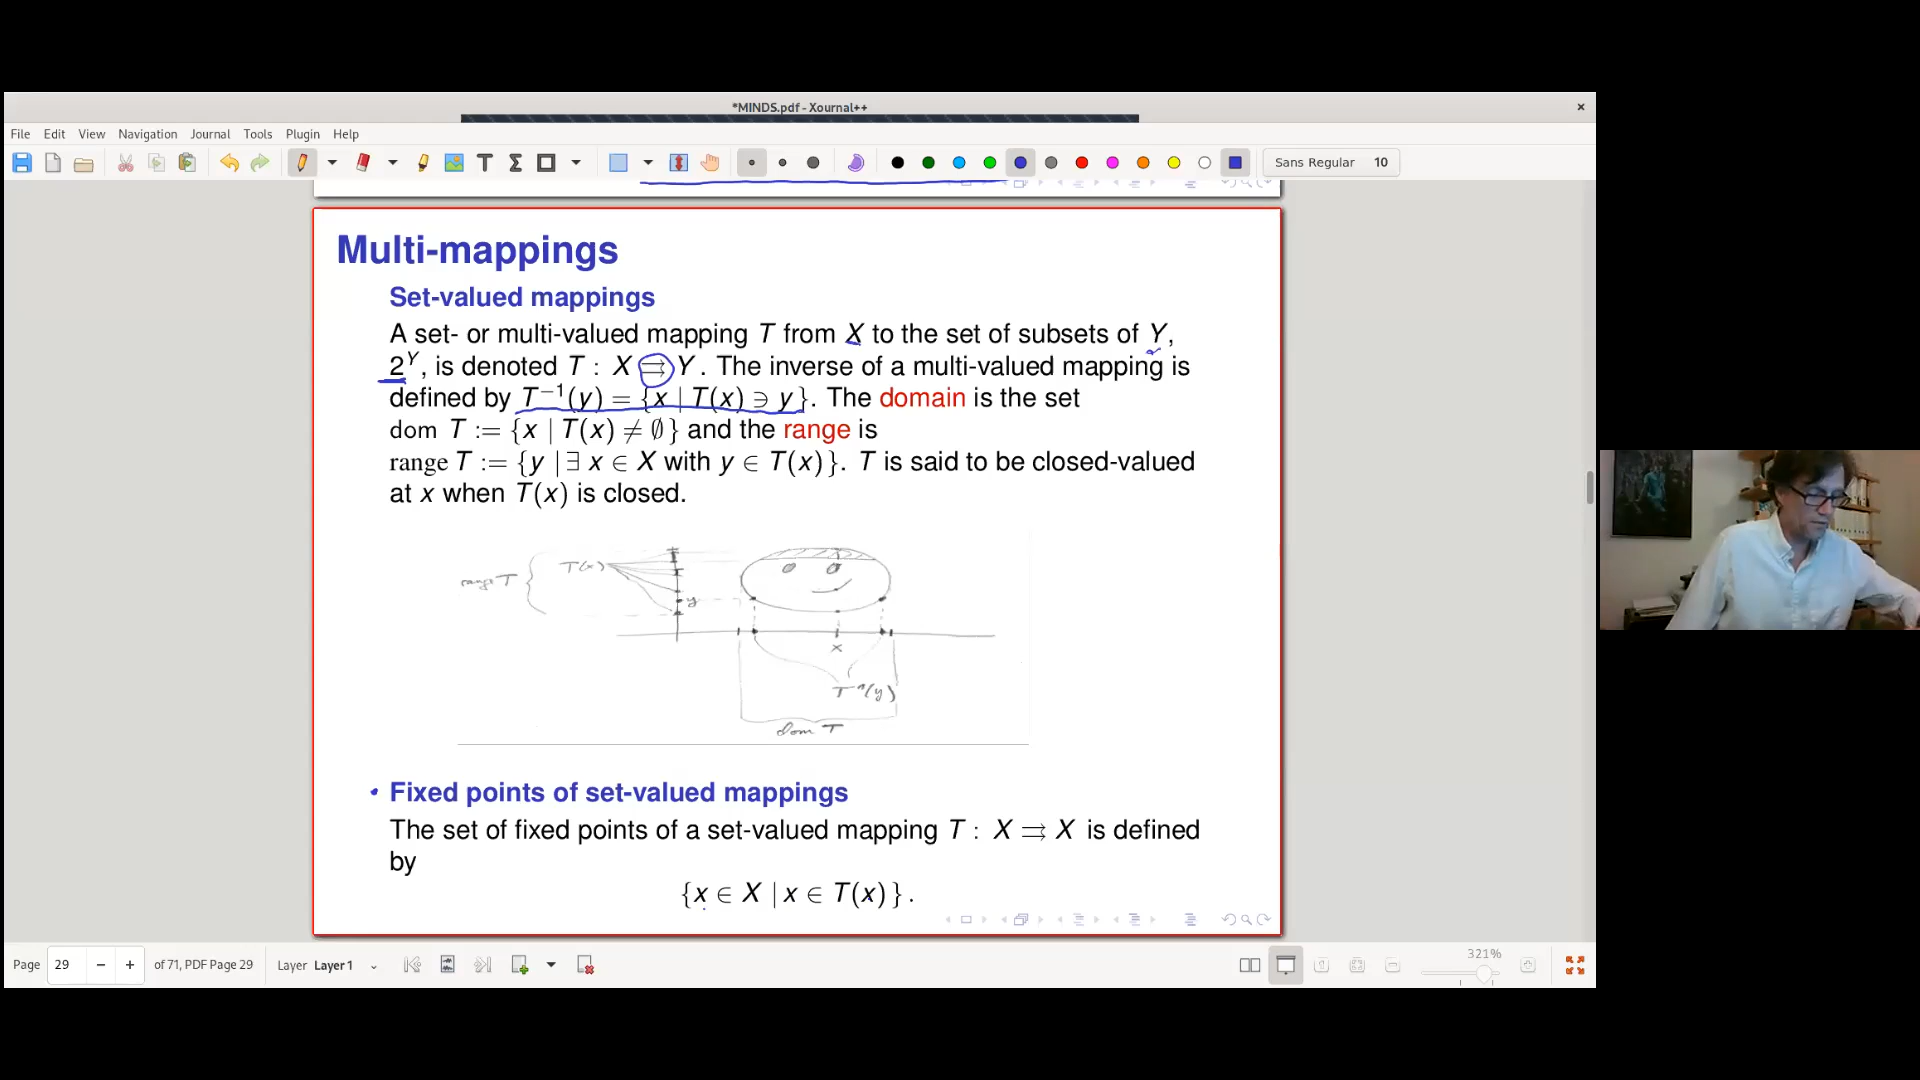 *MINDS.pdf - Xournal++
File Edit View Navigation Journal Tools Plugin Help
Sans Regular 10
Multi-mappings
Set-valued mappings
A set- or multi-valued mapping T from X to the set of subsets of Y,
2^Y, is denoted T : X ⇉ Y. The inverse of a multi-valued mapping is
defined by T⁻¹(y) = {x | T(x) ∋ y}. The domain is the set
dom T := {x | T(x) ≠ ∅} and the range is
range T := {y | ∃ x ∈ X with y ∈ T(x)}. T is said to be closed-valued
at x when T(x) is closed.
range T
T(x)
y
x
T⁻¹(y)
dom T
Fixed points of set-valued mappings
The set of fixed points of a set-valued mapping T : X ⇉ X is defined
by
{x ∈ X | x ∈ T(x)}.
Page 29 of 71, PDF Page 29 Layer Layer 1 321%